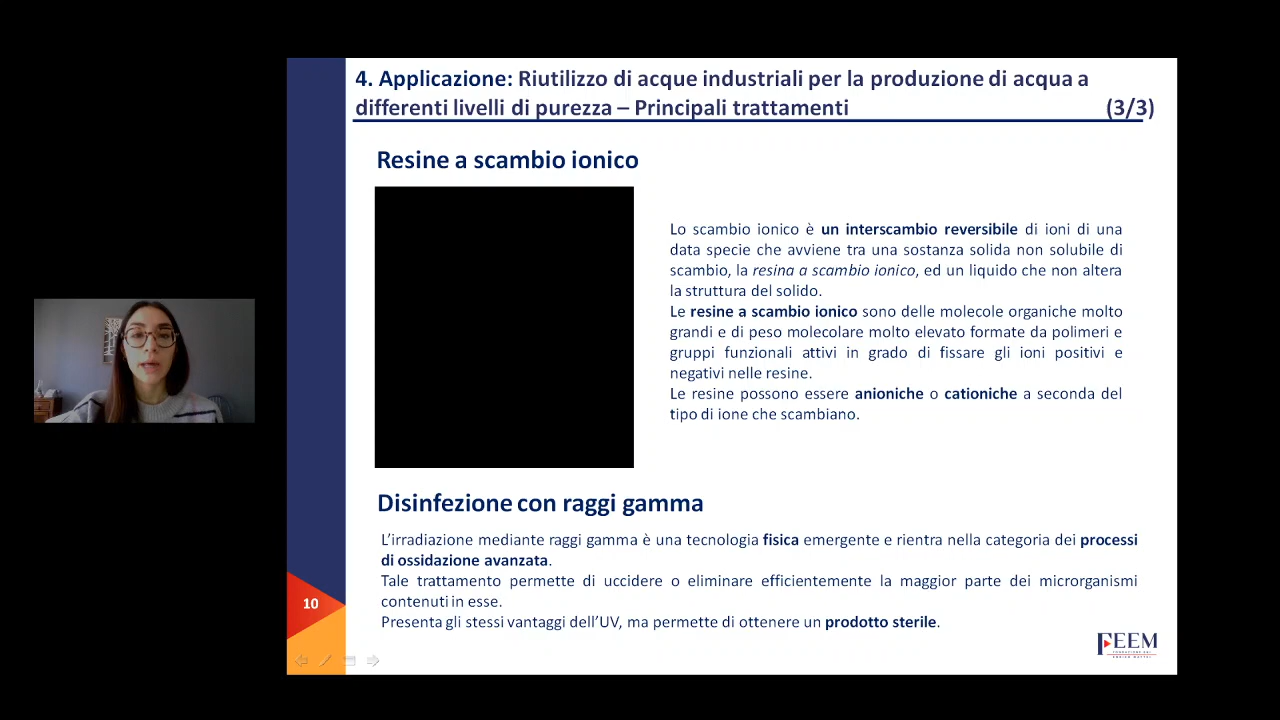 4. Applicazione: Riutilizzo di acque industriali per la produzione di acqua a
differenti livelli di purezza – Principali trattamenti (3/3)
Resine a scambio ionico
Lo scambio ionico è un interscambio reversibile di ioni di una
data specie che avviene tra una sostanza solida non solubile di
scambio, la resina a scambio ionico, ed un liquido che non altera
la struttura del solido.
Le resine a scambio ionico sono delle molecole organiche molto
grandi e di peso molecolare molto elevato formate da polimeri e
gruppi funzionali attivi in grado di fissare gli ioni positivi e
negativi nelle resine.
Le resine possono essere anioniche o cationiche a seconda del
tipo di ione che scambiano.
Disinfezione con raggi gamma
L’irradiazione mediante raggi gamma è una tecnologia fisica emergente e rientra nella categoria dei processi
di ossidazione avanzata.
Tale trattamento permette di uccidere o eliminare efficientemente la maggior parte dei microrganismi
contenuti in esse.
Presenta gli stessi vantaggi dell’UV, ma permette di ottenere un prodotto sterile.
10
FEEM